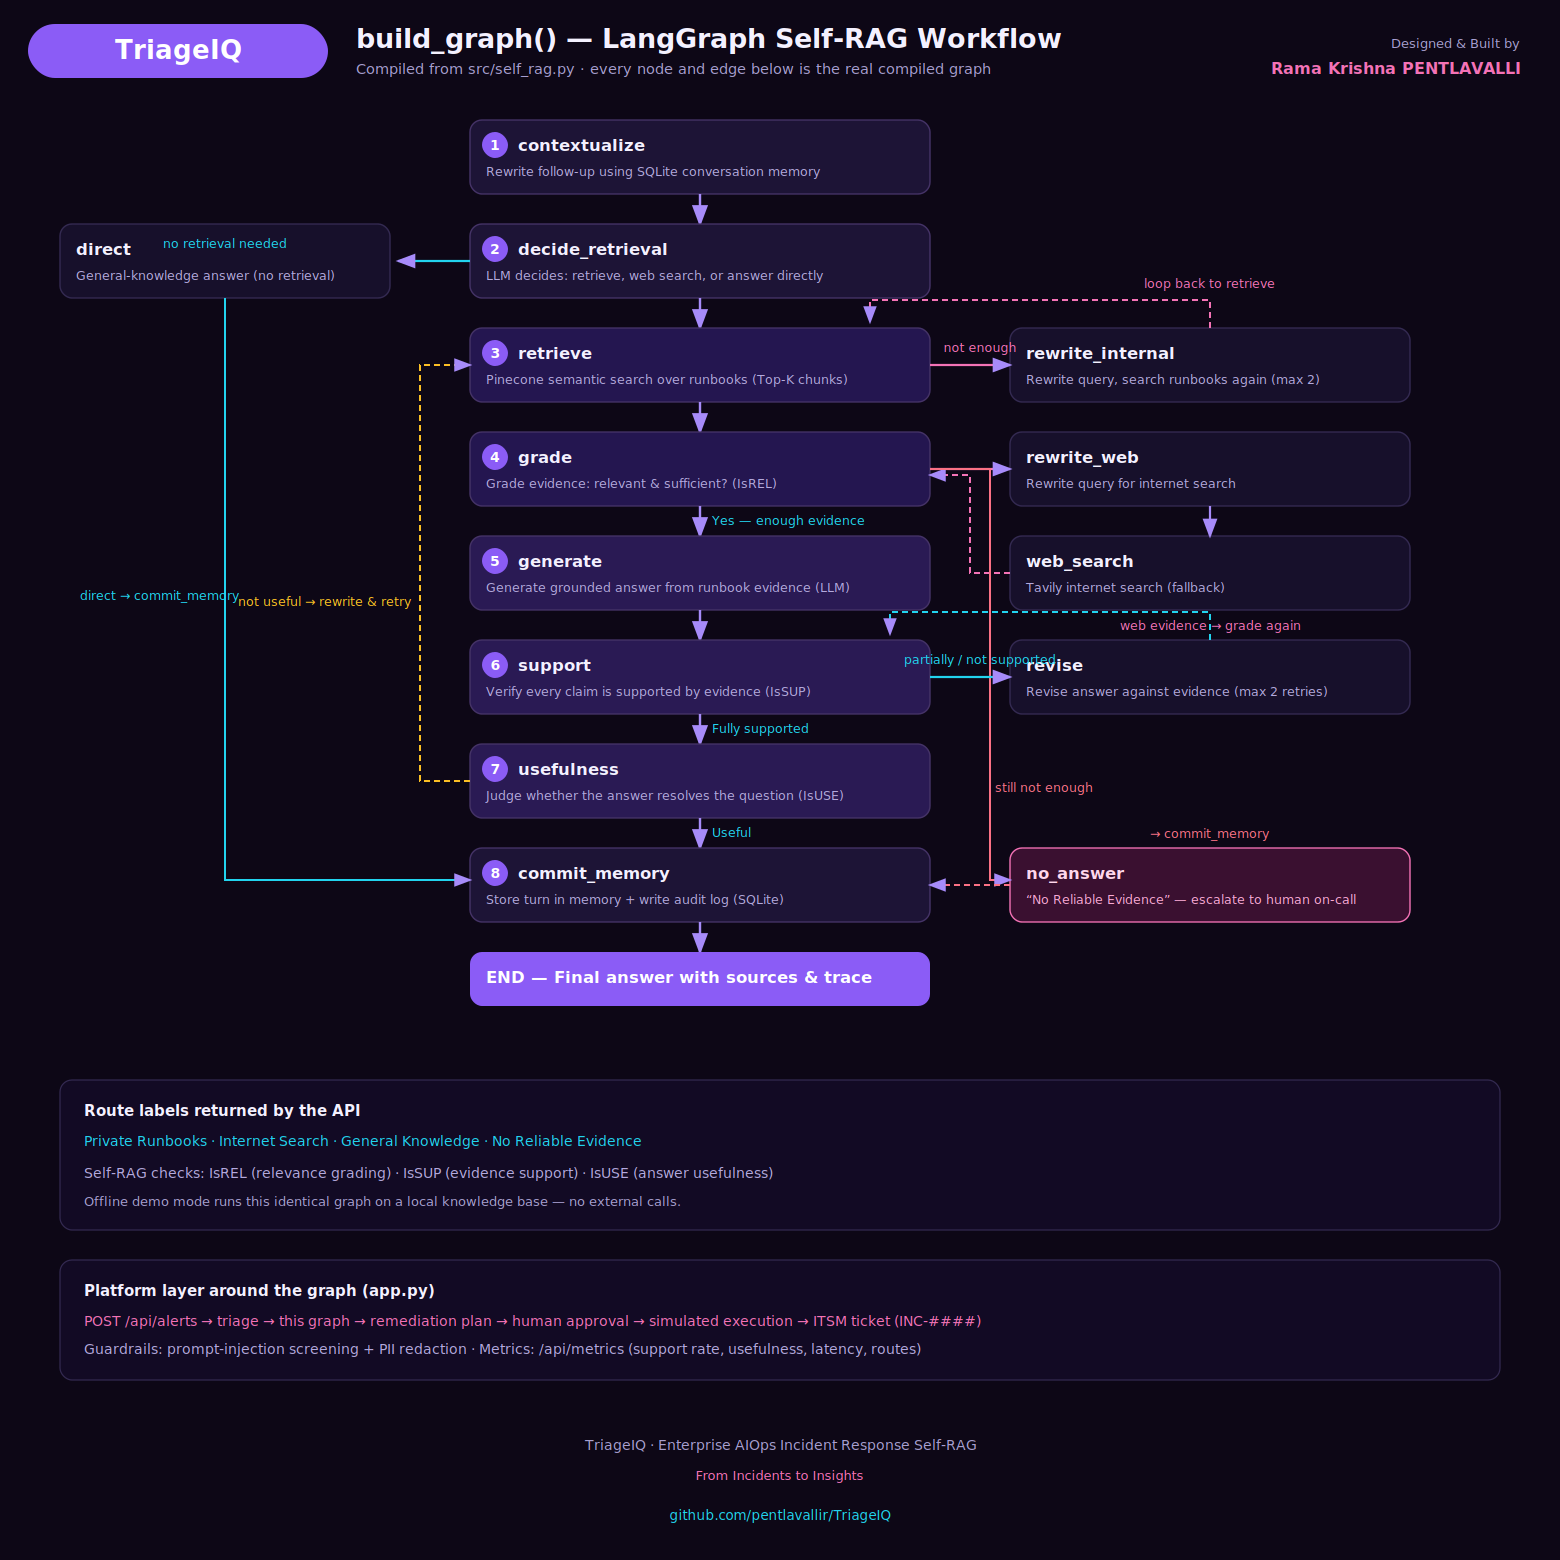 TriageIQ
build_graph() — LangGraph Self-RAG Workflow
Compiled from src/self_rag.py · every node and edge below is the real compiled graph
Designed & Built by
Rama Krishna PENTLAVALLI
1 contextualize
Rewrite follow-up using SQLite conversation memory
direct
no retrieval needed
General-knowledge answer (no retrieval)
2 decide_retrieval
LLM decides: retrieve, web search, or answer directly
loop back to retrieve
3 retrieve
Pinecone semantic search over runbooks (Top-K chunks)
not enough
rewrite_internal
Rewrite query, search runbooks again (max 2)
4 grade
Grade evidence: relevant & sufficient? (IsREL)
rewrite_web
Rewrite query for internet search
Yes — enough evidence
5 generate
Generate grounded answer from runbook evidence (LLM)
web_search
Tavily internet search (fallback)
direct → commit_memory
not useful → rewrite & retry
web evidence → grade again
6 support
Verify every claim is supported by evidence (IsSUP)
partially / not supported
revise
Revise answer against evidence (max 2 retries)
Fully supported
7 usefulness
Judge whether the answer resolves the question (IsUSE)
still not enough
Useful
→ commit_memory
8 commit_memory
Store turn in memory + write audit log (SQLite)
no_answer
“No Reliable Evidence” — escalate to human on-call
END — Final answer with sources & trace
Route labels returned by the API
Private Runbooks · Internet Search · General Knowledge · No Reliable Evidence
Self-RAG checks: IsREL (relevance grading) · IsSUP (evidence support) · IsUSE (answer usefulness)
Offline demo mode runs this identical graph on a local knowledge base — no external calls.
Platform layer around the graph (app.py)
POST /api/alerts → triage → this graph → remediation plan → human approval → simulated execution → ITSM ticket (INC-####)
Guardrails: prompt-injection screening + PII redaction · Metrics: /api/metrics (support rate, usefulness, latency, routes)
TriageIQ · Enterprise AIOps Incident Response Self-RAG
From Incidents to Insights
github.com/pentlavallir/TriageIQ